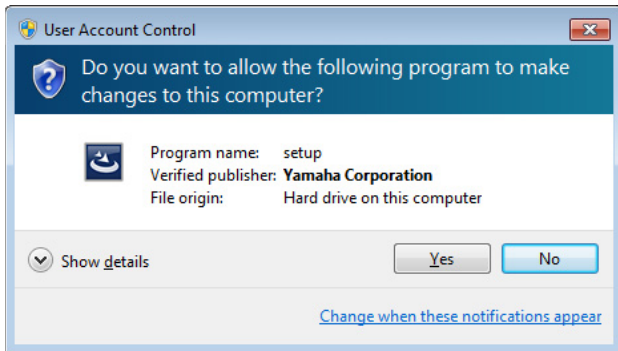 User Account Control
Do you want to allow the following program to make
changes to this computer?
Program name: setup
Verified publisher: Yamaha Corporation
File origin: Hard drive on this computer
Show details
Yes
No
Change when these notifications appear